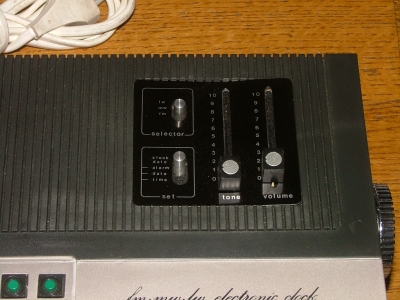 lw
mw
fm
selector
clock
date
alarm
date
time
set
10
9
8
7
6
5
4
3
2
1
0
tone
10
9
8
7
6
5
4
3
2
1
0
volume
fm-mw-lw electronic clock